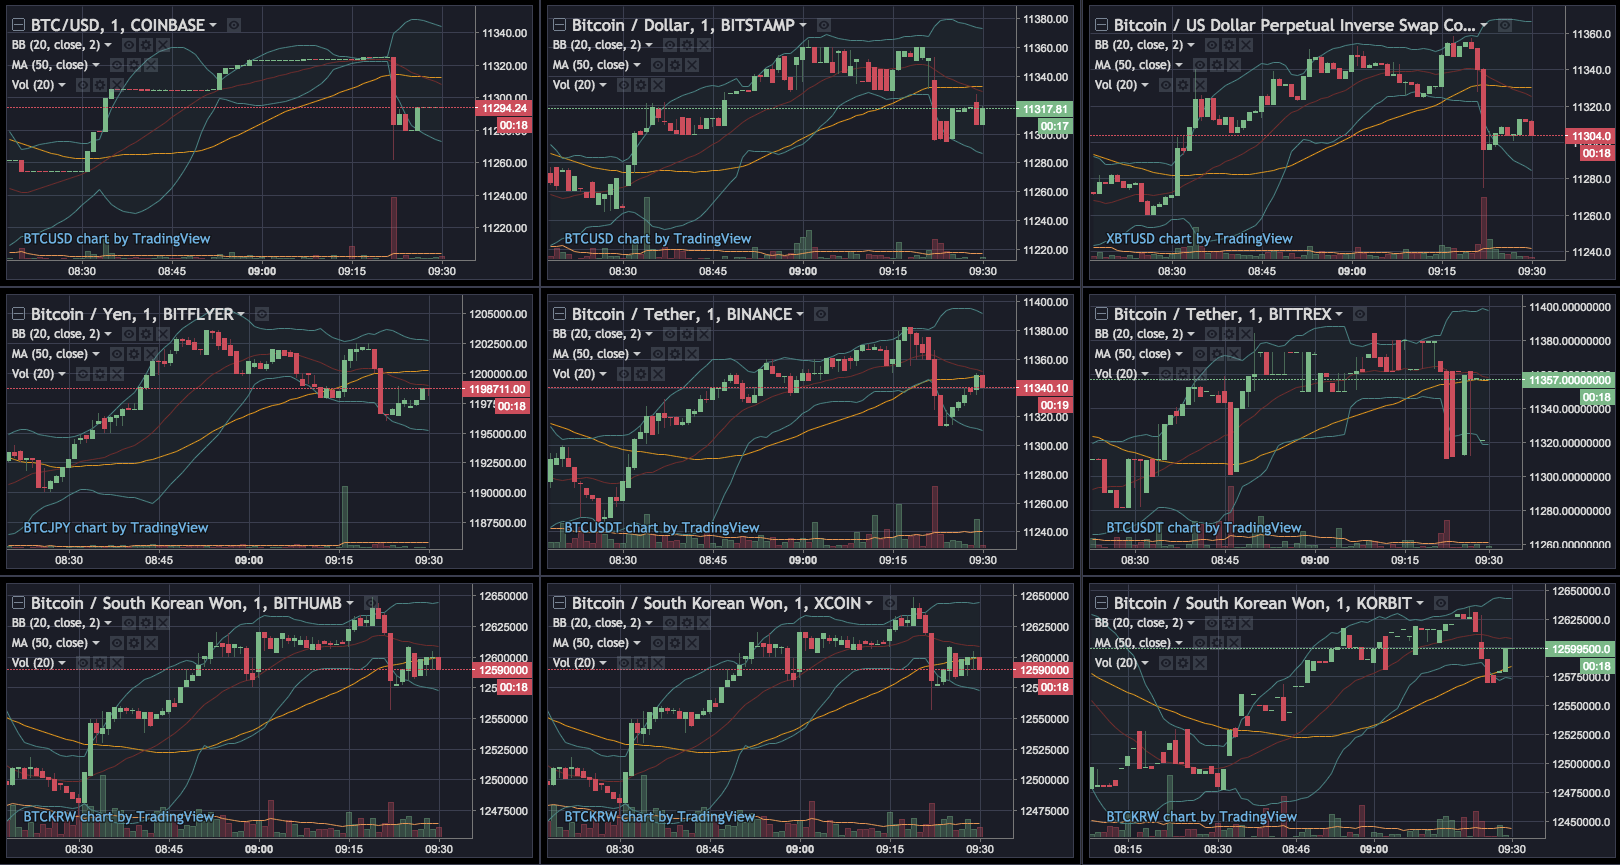 BTC/USD, 1, COINBASE
BB (20, close, 2)
MA (50, close)
Vol (20)
11340.00
11320.00
11300.00
11294.24
00:18
11260.00
11240.00
11220.00
BTCUSD chart by TradingView
08:30 08:45 09:00 09:15 09:30
Bitcoin / Dollar, 1, BITSTAMP
BB (20, close, 2)
MA (50, close)
Vol (20)
11380.00
11360.00
11340.00
11317.81
00:17
11300.00
11280.00
11260.00
11240.00
11220.00
BTCUSD chart by TradingView
08:30 08:45 09:00 09:15 09:30
Bitcoin / US Dollar Perpetual Inverse Swap Co...
BB (20, close, 2)
MA (50, close)
Vol (20)
11360.0
11340.0
11320.0
11304.0
00:18
11280.0
11260.0
11240.0
XBTUSD chart by TradingView
08:30 08:45 09:00 09:15 09:30
Bitcoin / Yen, 1, BITFLYER
BB (20, close, 2)
MA (50, close)
Vol (20)
1205000.00
1202500.00
1200000.00
1198711.00
00:18
1195000.00
1192500.00
1190000.00
1187500.00
BTCJPY chart by TradingView
08:30 08:45 09:00 09:15 09:30
Bitcoin / Tether, 1, BINANCE
BB (20, close, 2)
MA (50, close)
Vol (20)
11400.00
11380.00
11360.00
11340.10
00:19
11320.00
11300.00
11280.00
11260.00
11240.00
BTCUSDT chart by TradingView
08:30 08:45 09:00 09:15 09:30
Bitcoin / Tether, 1, BITTREX
BB (20, close, 2)
MA (50, close)
Vol (20)
11400.00000000
11380.00000000
11357.00000000
00:18
11340.00000000
11320.00000000
11300.00000000
11280.00000000
11260.00000000
BTCUSDT chart by TradingView
08:30 08:45 09:00 09:15 09:30
Bitcoin / South Korean Won, 1, BITHUMB
BB (20, close, 2)
MA (50, close)
Vol (20)
12650000
12625000
12600000
12590000
00:18
12550000
12525000
12500000
12475000
BTCKRW chart by TradingView
08:30 08:45 09:00 09:15 09:30
Bitcoin / South Korean Won, 1, XCOIN
BB (20, close, 2)
MA (50, close)
Vol (20)
12650000
12625000
12600000
12590000
00:18
12550000
12525000
12500000
12475000
BTCKRW chart by TradingView
08:30 08:45 09:00 09:15 09:30
Bitcoin / South Korean Won, 1, KORBIT
BB (20, close, 2)
MA (50, close)
Vol (20)
12650000.0
12625000.0
12599500.0
00:18
12575000.0
12550000.0
12525000.0
12500000.0
12475000.0
12450000.0
BTCKRW chart by TradingView
08:15 08:30 08:46 09:00 09:30